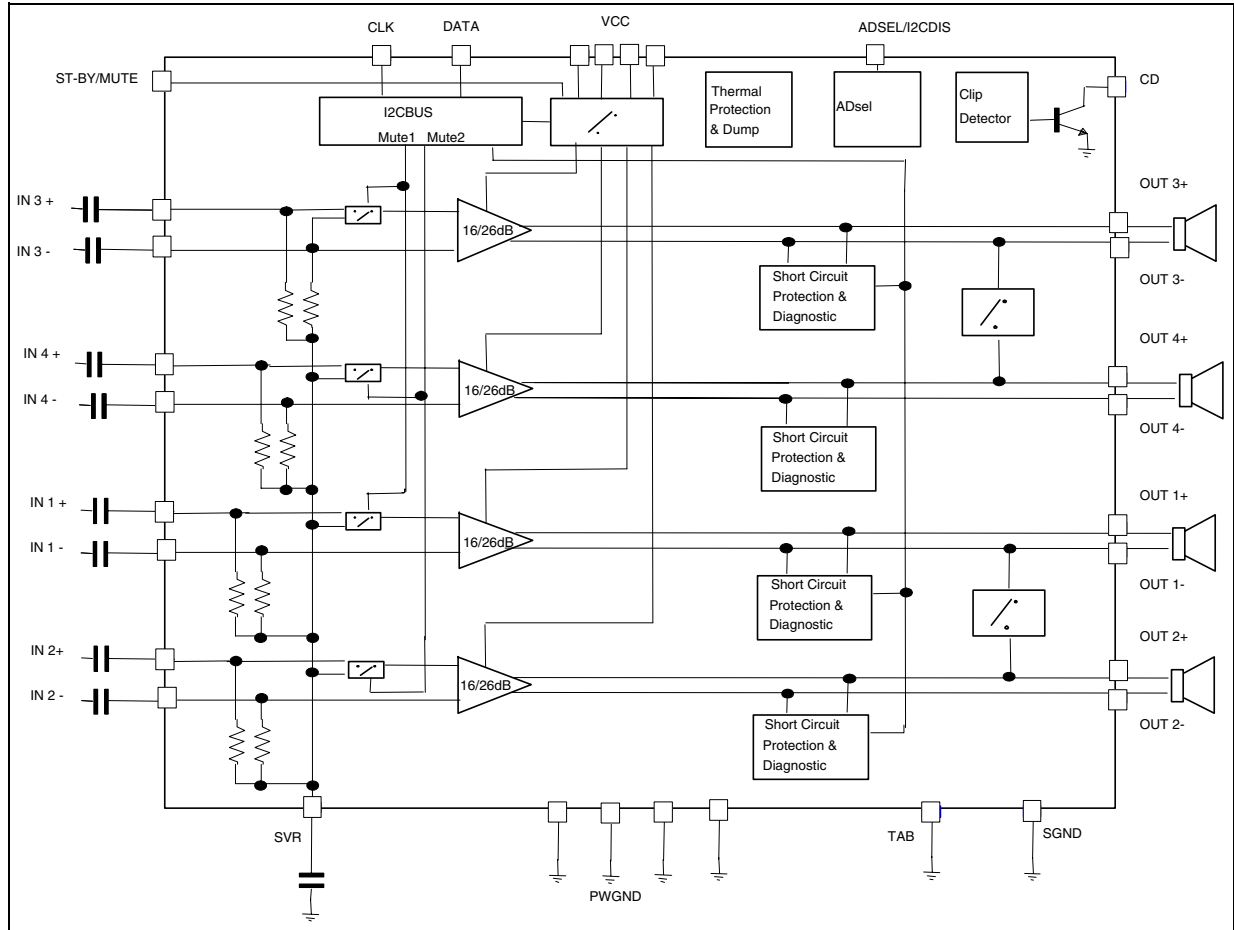 CLK
DATA
VCC
ADSEL/I2CDIS
ST-BY/MUTE
CD
I2CBUS
Mute1 Mute2
Thermal
Protection
& Dump
ADsel
Clip
Detector
IN 3 +
16/26dB
OUT 3+
IN 3 -
Short Circuit
Protection &
Diagnostic
OUT 3-
IN 4 +
16/26dB
OUT 4+
IN 4 -
Short Circuit
Protection &
Diagnostic
OUT 4-
IN 1 +
16/26dB
OUT 1+
IN 1 -
Short Circuit
Protection &
Diagnostic
OUT 1-
IN 2+
16/26dB
OUT 2+
IN 2 -
Short Circuit
Protection &
Diagnostic
OUT 2-
SVR
PWGND
TAB
SGND